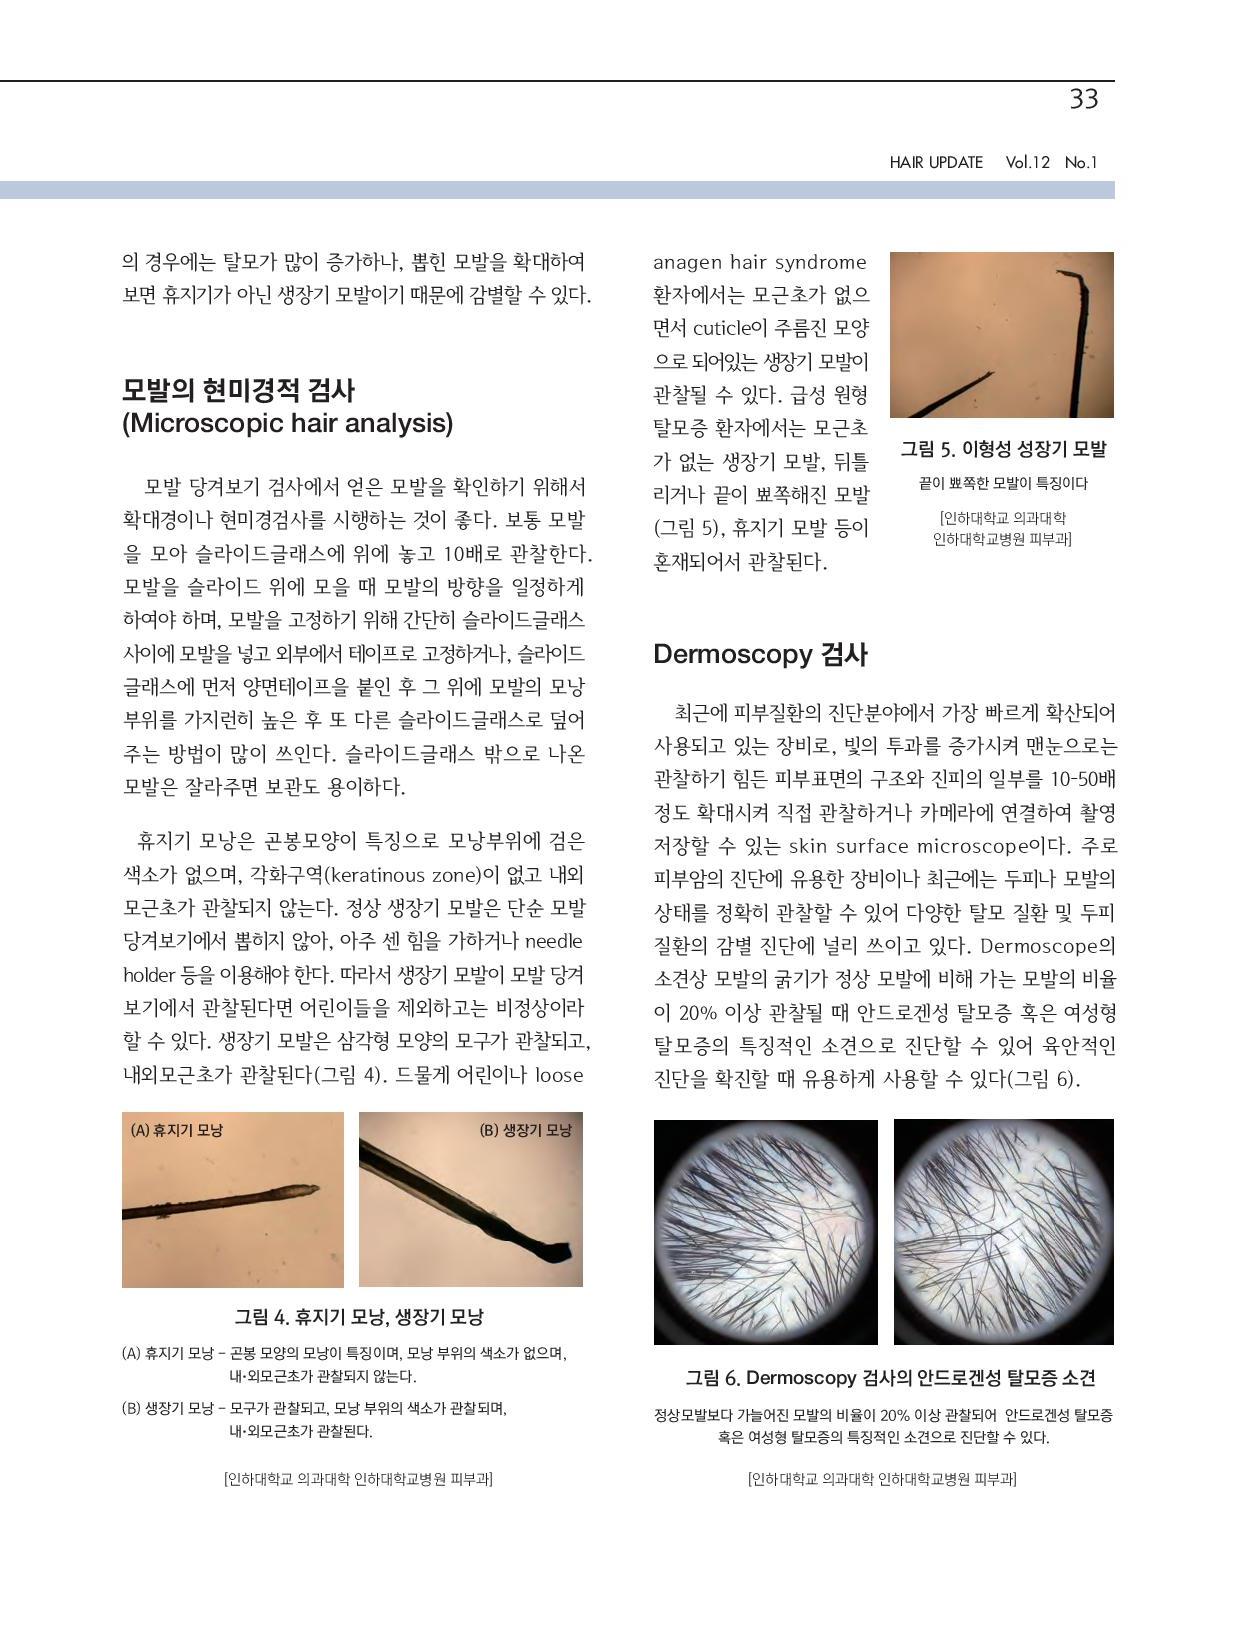 33
HAIR UPDATE Vol.12 No.1
의 경우에는 탈모가 많이 증가하나, 뽑힌 모발을 확대하여
보면 휴지기가 아닌 생장기 모발이기 때문에 감별할 수 있다.
모발의 현미경적 검사
(Microscopic hair analysis)
모발 당겨보기 검사에서 얻은 모발을 확인하기 위해서
확대경이나 현미경검사를 시행하는 것이 좋다. 보통 모발
을 모아 슬라이드글래스에 위에 놓고 10배로 관찰한다.
모발을 슬라이드 위에 모을 때 모발의 방향을 일정하게
하여야 하며, 모발을 고정하기 위해 간단히 슬라이드글래스
사이에 모발을 넣고 외부에서 테이프로 고정하거나, 슬라이드
글래스에 먼저 양면테이프을 붙인 후 그 위에 모발의 모낭
부위를 가지런히 높은 후 또 다른 슬라이드글래스로 덮어
주는 방법이 많이 쓰인다. 슬라이드글래스 밖으로 나온
모발은 잘라주면 보관도 용이하다.
휴지기 모낭은 곤봉모양이 특징으로 모낭부위에 검은
색소가 없으며, 각화구역(keratinous zone)이 없고 내외
모근초가 관찰되지 않는다. 정상 생장기 모발은 단순 모발
당겨보기에서 뽑히지 않아, 아주 센 힘을 가하거나 needle
holder 등을 이용해야 한다. 따라서 생장기 모발이 모발 당겨
보기에서 관찰된다면 어린이들을 제외하고는 비정상이라
할 수 있다. 생장기 모발은 삼각형 모양의 모구가 관찰되고,
내외모근초가 관찰된다(그림 4). 드물게 어린이나 loose
(A) 휴지기 모낭
(B) 생장기 모낭
그림 4. 휴지기 모낭, 생장기 모낭
(A) 휴지기 모낭 – 곤봉 모양의 모낭이 특징이며, 모낭 부위의 색소가 없으며,
내·외모근초가 관찰되지 않는다.
(B) 생장기 모낭 – 모구가 관찰되고, 모낭 부위의 색소가 관찰되며,
내·외모근초가 관찰된다.
[인하대학교 의과대학 인하대학교병원 피부과]
anagen hair syndrome
환자에서는 모근초가 없으
면서 cuticle이 주름진 모양
으로 되어있는 생장기 모발이
관찰될 수 있다. 급성 원형
탈모증 환자에서는 모근초
가 없는 생장기 모발, 뒤틀
리거나 끝이 뾰쪽해진 모발
(그림 5), 휴지기 모발 등이
혼재되어서 관찰된다.
그림 5. 이형성 성장기 모발
끝이 뾰쪽한 모발이 특징이다
[인하대학교 의과대학
인하대학교병원 피부과]
Dermoscopy 검사
최근에 피부질환의 진단분야에서 가장 빠르게 확산되어
사용되고 있는 장비로, 빛의 투과를 증가시켜 맨눈으로는
관찰하기 힘든 피부표면의 구조와 진피의 일부를 10-50배
정도 확대시켜 직접 관찰하거나 카메라에 연결하여 촬영
저장할 수 있는 skin surface microscope이다. 주로
피부암의 진단에 유용한 장비이나 최근에는 두피나 모발의
상태를 정확히 관찰할 수 있어 다양한 탈모 질환 및 두피
질환의 감별 진단에 널리 쓰이고 있다. Dermoscope의
소견상 모발의 굵기가 정상 모발에 비해 가는 모발의 비율
이 20% 이상 관찰될 때 안드로겐성 탈모증 혹은 여성형
탈모증의 특징적인 소견으로 진단할 수 있어 육안적인
진단을 확진할 때 유용하게 사용할 수 있다(그림 6).
그림 6. Dermoscopy 검사의 안드로겐성 탈모증 소견
정상모발보다 가늘어진 모발의 비율이 20% 이상 관찰되어 안드로겐성 탈모증
혹은 여성형 탈모증의 특징적인 소견으로 진단할 수 있다.
[인하대학교 의과대학 인하대학교병원 피부과]